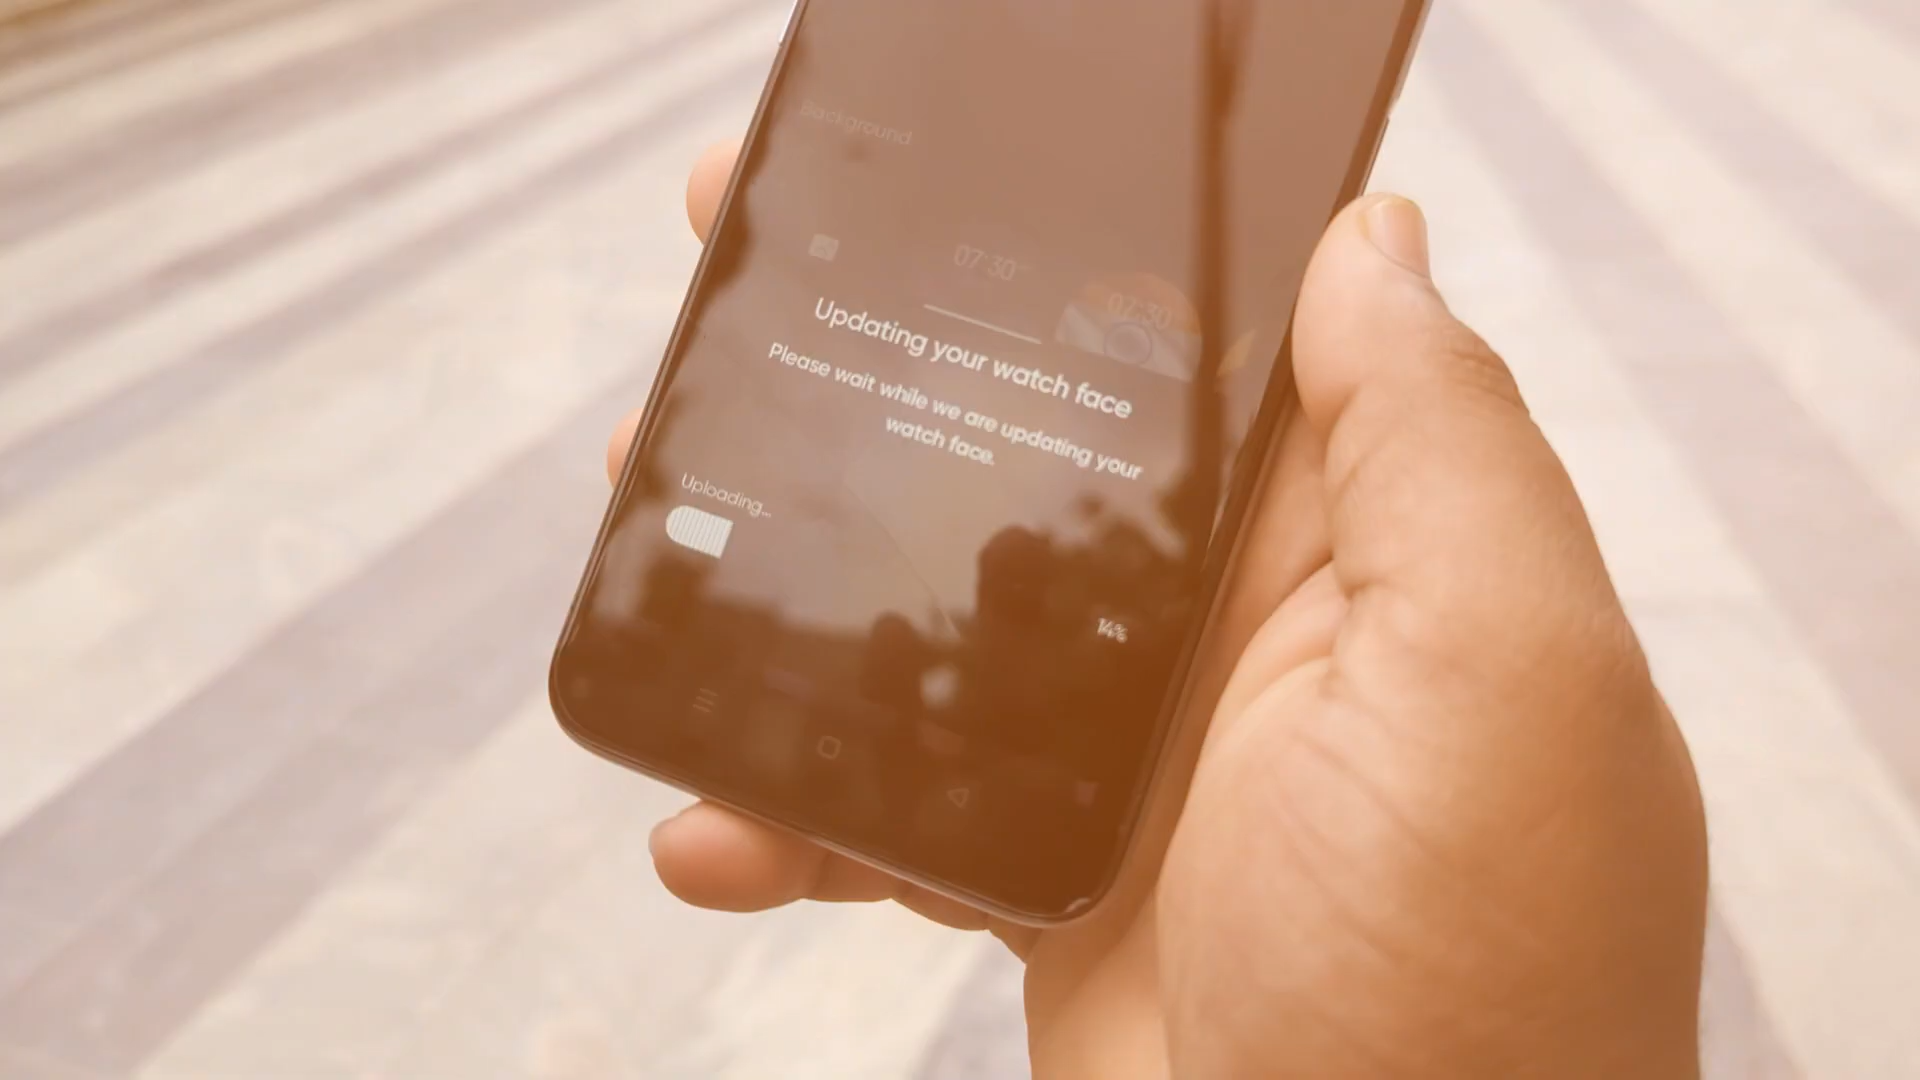 Background
07:30
07:30
Updating your watch face
Please wait while we are updating your
watch face.
Uploading...
14%